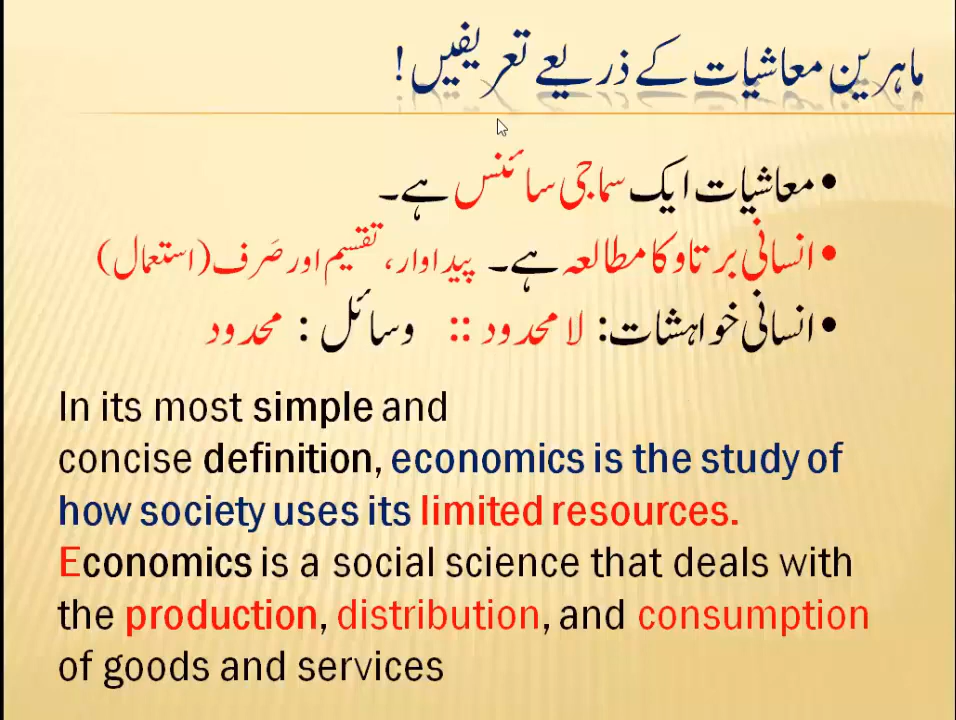 ماہرین معاشیات کے ذریعے تعریفیں!
•معاشیات ایک سماجی سائنس ہے۔
•انسانی برتاو کا مطالعہ ہے۔ پیداوار، تقسیم اور صَرف (استعمال)
•انسانی خواہشات: لا محدود :: وسائل : محدود
In its most simple and
concise definition, economics is the study of
how society uses its limited resources.
Economics is a social science that deals with
the production, distribution, and consumption
of goods and services